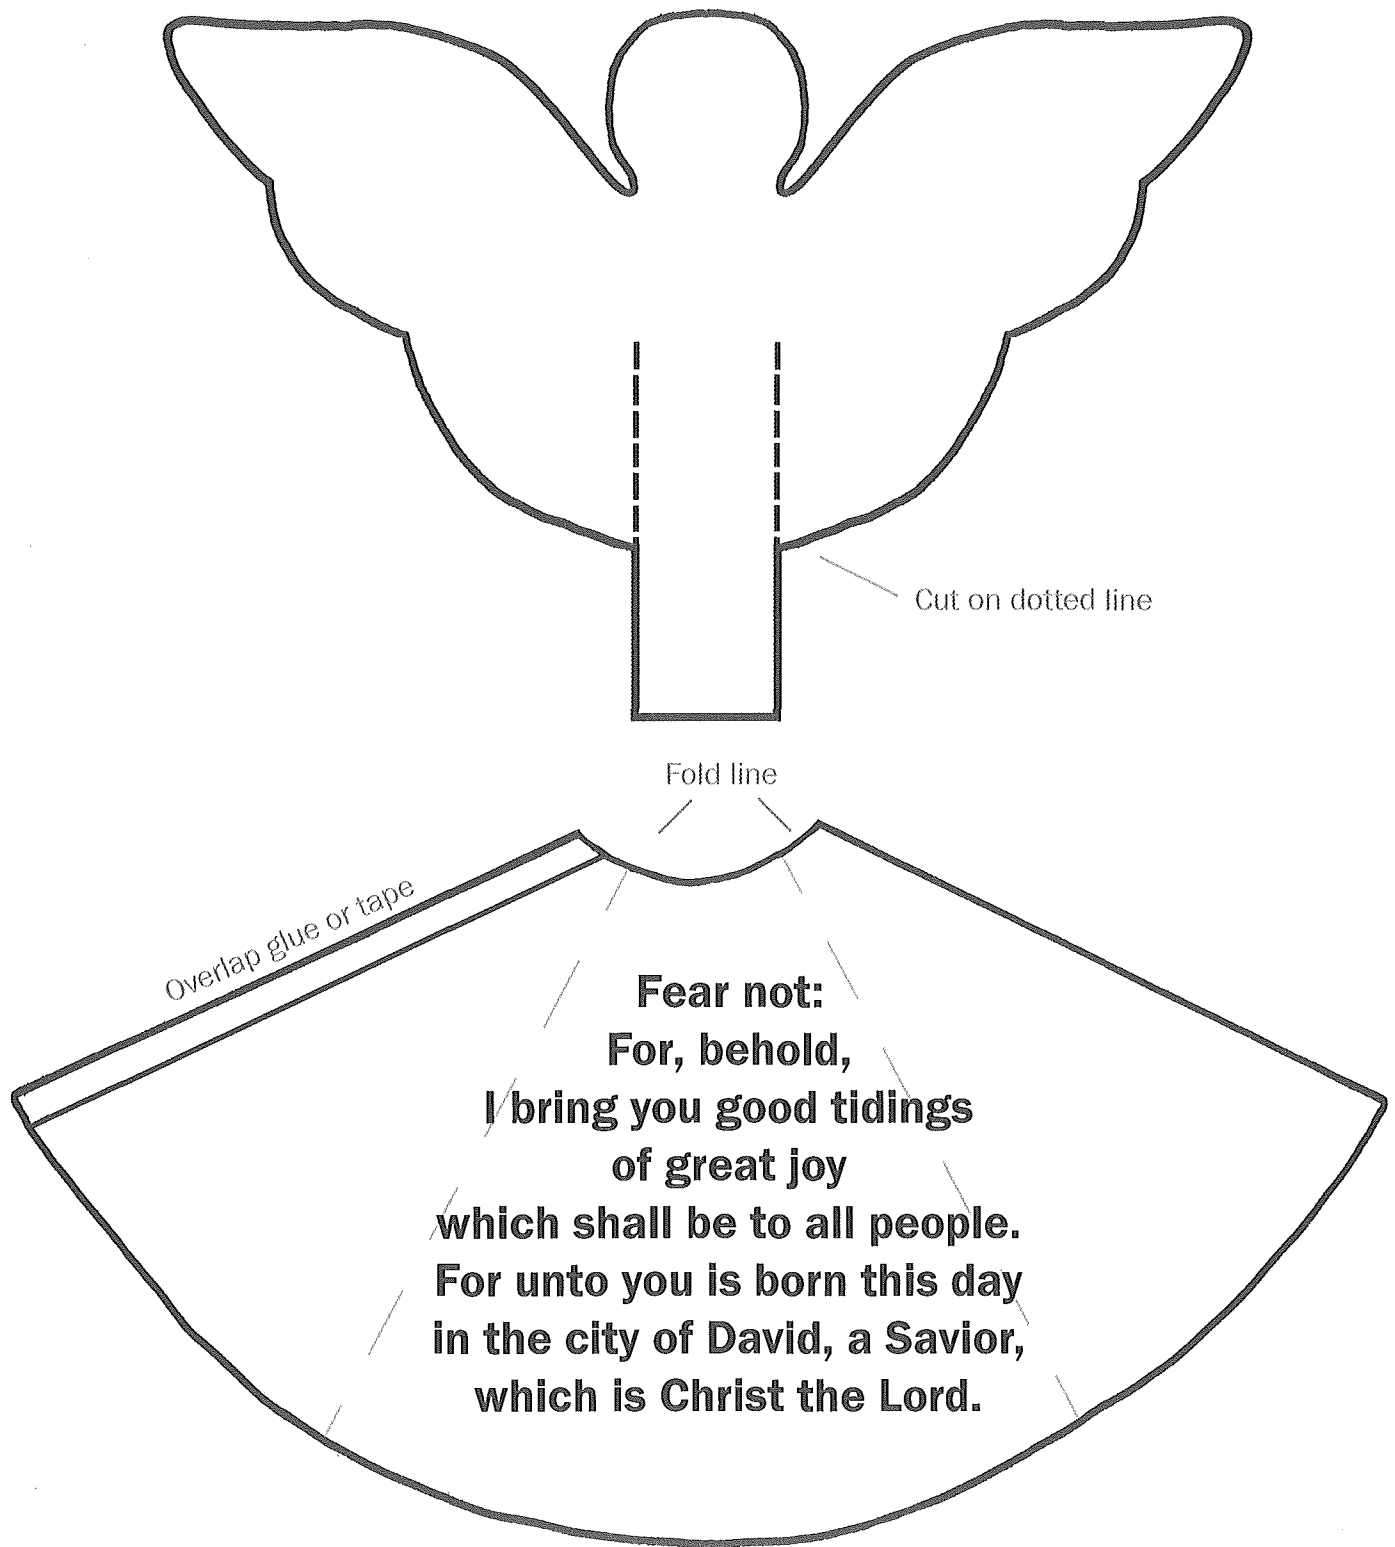 Cut on dotted line
Fold line
Overlap glue or tape
Fear not:
For, behold,
I bring you good tidings
of great joy
which shall be to all people.
For unto you is born this day
in the city of David, a Savior,
which is Christ the Lord.